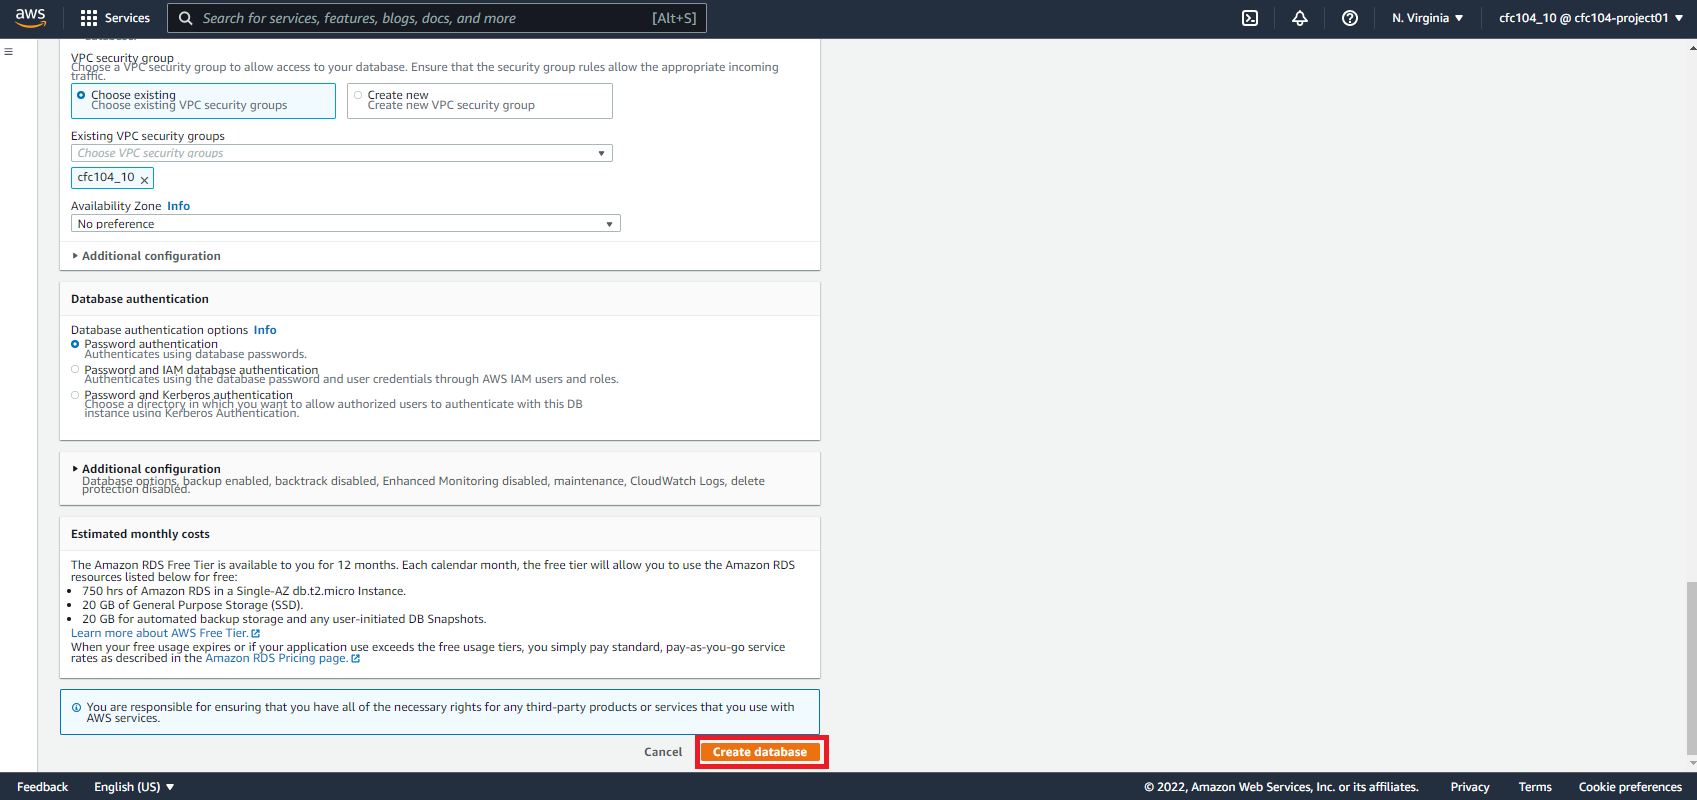 aws
Services
Search for services, features, blogs, docs, and more
[Alt+S]
N. Virginia
cfc104_10 @ cfc104-project01
VPC security group
Choose a VPC security group to allow access to your database. Ensure that the security group rules allow the appropriate incoming
traffic.
Choose existing
Choose existing VPC security groups
Create new
Create new VPC security group
Existing VPC security groups
Choose VPC security groups
cfc104_10
Availability Zone Info
No preference
Additional configuration
Database authentication
Database authentication options Info
Password authentication
Authenticates using database passwords.
Password and IAM database authentication
Authenticates using the database password and user credentials through AWS IAM users and roles.
Password and Kerberos authentication
Choose a directory in which you want to allow authorized users to authenticate with this DB
instance using Kerberos Authentication.
Additional configuration
Database options, backup enabled, backtrack disabled, Enhanced Monitoring disabled, maintenance, CloudWatch Logs, delete
protection disabled.
Estimated monthly costs
The Amazon RDS Free Tier is available to you for 12 months. Each calendar month, the free tier will allow you to use the Amazon RDS
resources listed below for free:
• 750 hrs of Amazon RDS in a Single-AZ db.t2.micro Instance.
• 20 GB of General Purpose Storage (SSD).
• 20 GB for automated backup storage and any user-initiated DB Snapshots.
Learn more about AWS Free Tier.
When your free usage expires or if your application use exceeds the free usage tiers, you simply pay standard, pay-as-you-go service
rates as described in the Amazon RDS Pricing page.
You are responsible for ensuring that you have all of the necessary rights for any third-party products or services that you use with
AWS services.
Cancel
Create database
Feedback
English (US)
© 2022, Amazon Web Services, Inc. or its affiliates.
Privacy
Terms
Cookie preferences